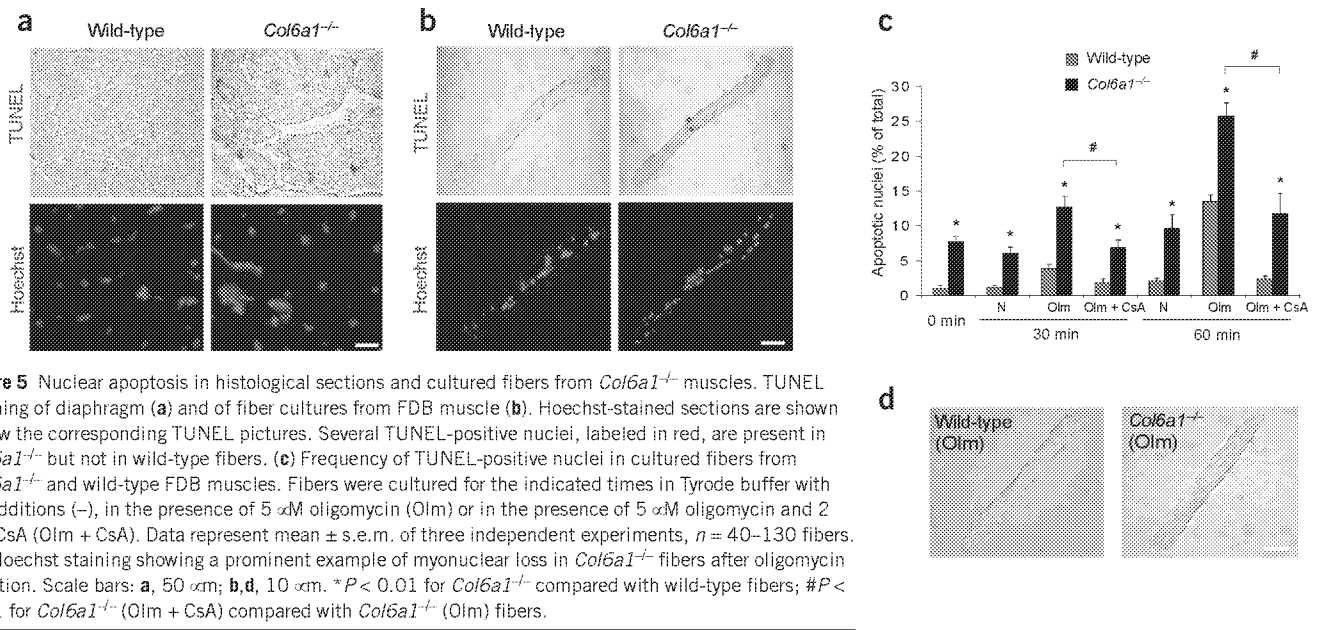 a
Wild-type
Col6a1–/–
TUNEL
Hoechst
b
Wild-type
Col6a1–/–
TUNEL
Hoechst
c
Wild-type
Col6a1–/–
#
#
Apoptotic nuclei (% of total)
30
25
20
15
10
5
0
* * * * * * *
N Olm Olm + CsA N Olm Olm + CsA
0 min 30 min 60 min
d
Wild-type
(Olm)
Col6a1–/–
(Olm)
re 5 Nuclear apoptosis in histological sections and cultured fibers from Col6a1–/– muscles. TUNEL
ing of diaphragm (a) and of fiber cultures from FDB muscle (b). Hoechst-stained sections are shown
w the corresponding TUNEL pictures. Several TUNEL-positive nuclei, labeled in red, are present in
6a1–/– but not in wild-type fibers. (c) Frequency of TUNEL-positive nuclei in cultured fibers from
6a1–/– and wild-type FDB muscles. Fibers were cultured for the indicated times in Tyrode buffer with
dditions (–), in the presence of 5 ∝M oligomycin (Olm) or in the presence of 5 ∝M oligomycin and 2
CsA (Olm + CsA). Data represent mean ± s.e.m. of three independent experiments, n = 40–130 fibers.
Hoechst staining showing a prominent example of myonuclear loss in Col6a1–/– fibers after oligomycin
tion. Scale bars: a, 50 ∝m; b,d, 10 ∝m. *P < 0.01 for Col6a1–/– compared with wild-type fibers; #P <
for Col6a1–/– (Olm + CsA) compared with Col6a1–/– (Olm) fibers.